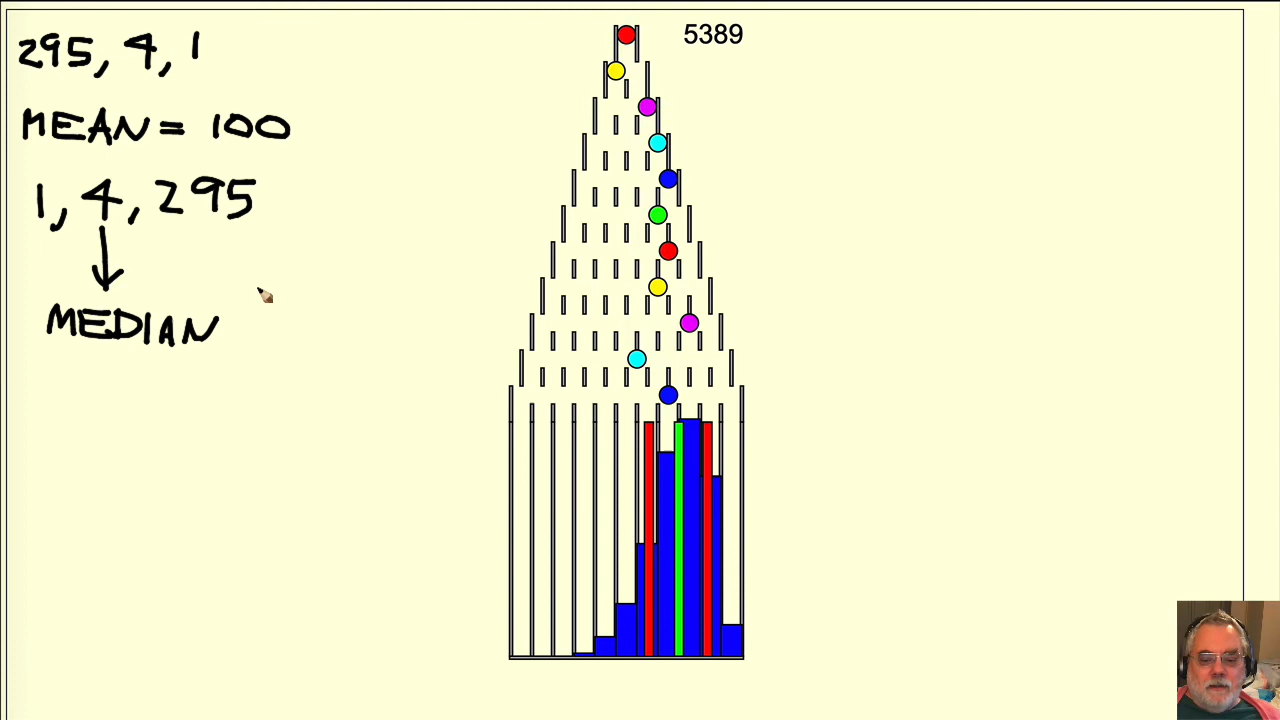 295, 4, 1
5389
MEAN = 100
1, 4, 295
MEDIAN